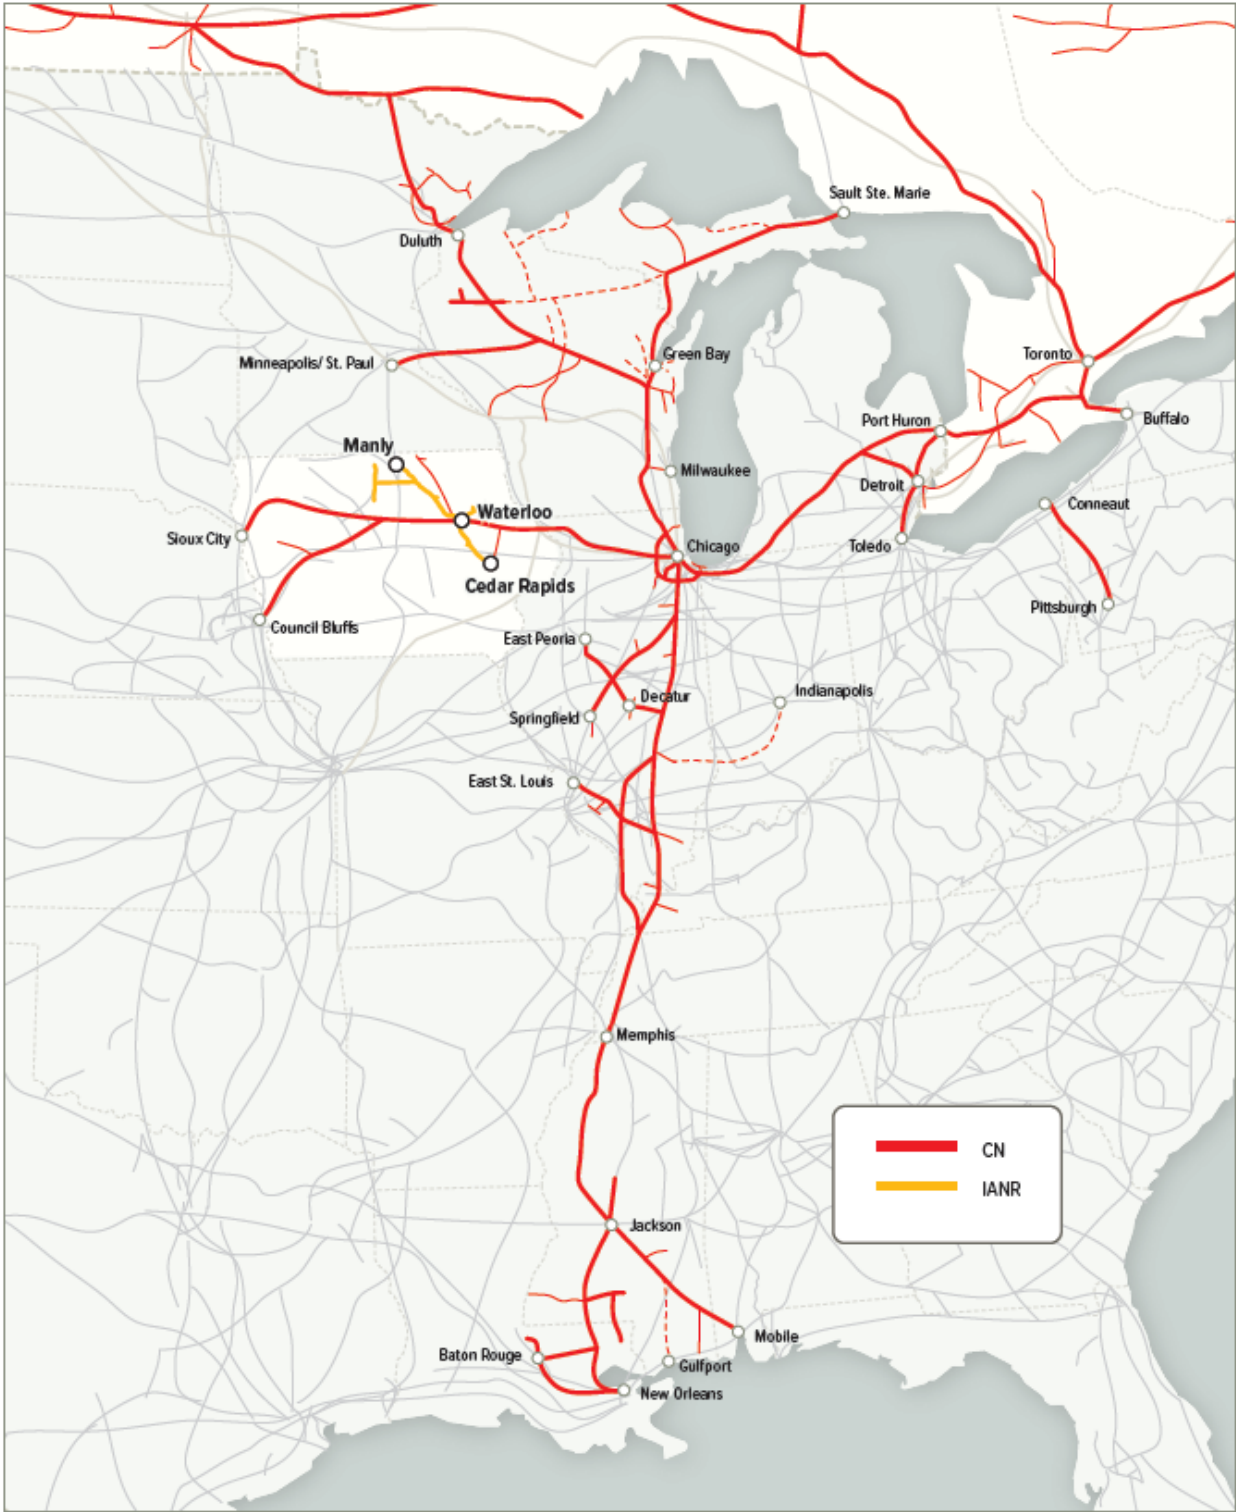 Sault Ste. Marie
Duluth
Minneapolis/ St. Paul
Green Bay
Toronto
Port Huron
Buffalo
Manly
Milwaukee
Detroit
Conneaut
Waterloo
Sioux City
Chicago
Toledo
Cedar Rapids
Pittsburgh
Council Bluffs
East Peoria
Decatur
Indianapolis
Springfield
East St. Louis
Memphis
CN
IANR
Jackson
Mobile
Baton Rouge
Gulfport
New Orleans